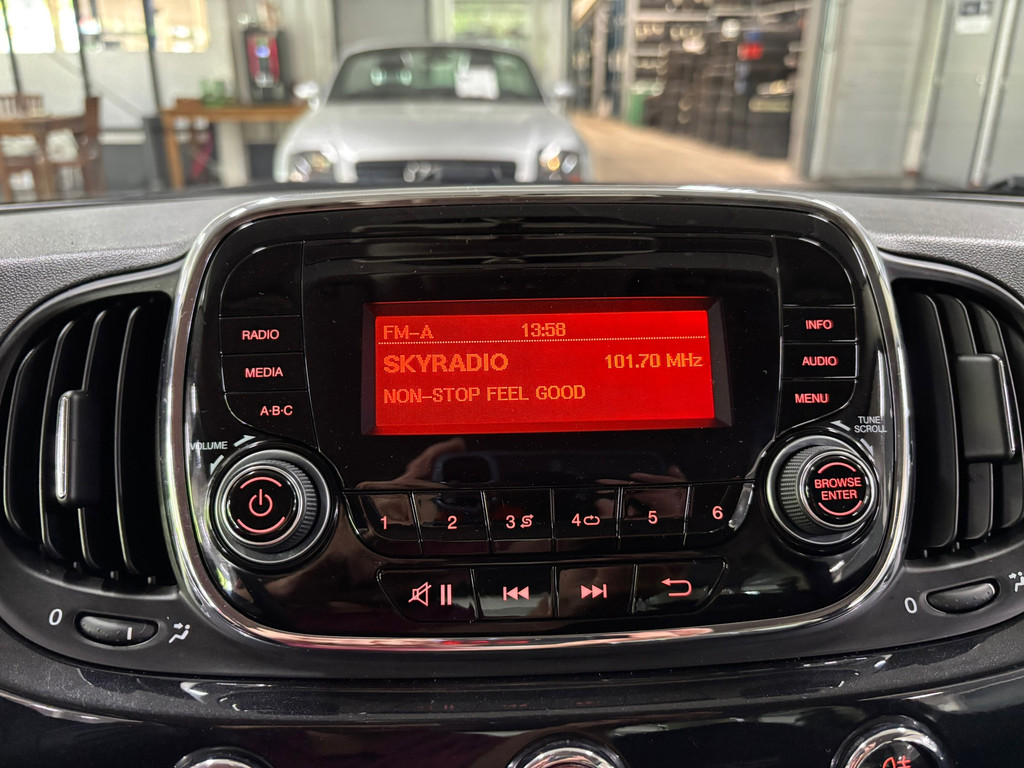 RADIO
MEDIA
A·B·C
VOLUME
FM-A 13:58
SKYRADIO 101.70 MHz
NON-STOP FEEL GOOD
INFO
AUDIO
MENU
TUNE
SCROLL
BROWSE
ENTER
1 2 3 4 5 6
0 I
0